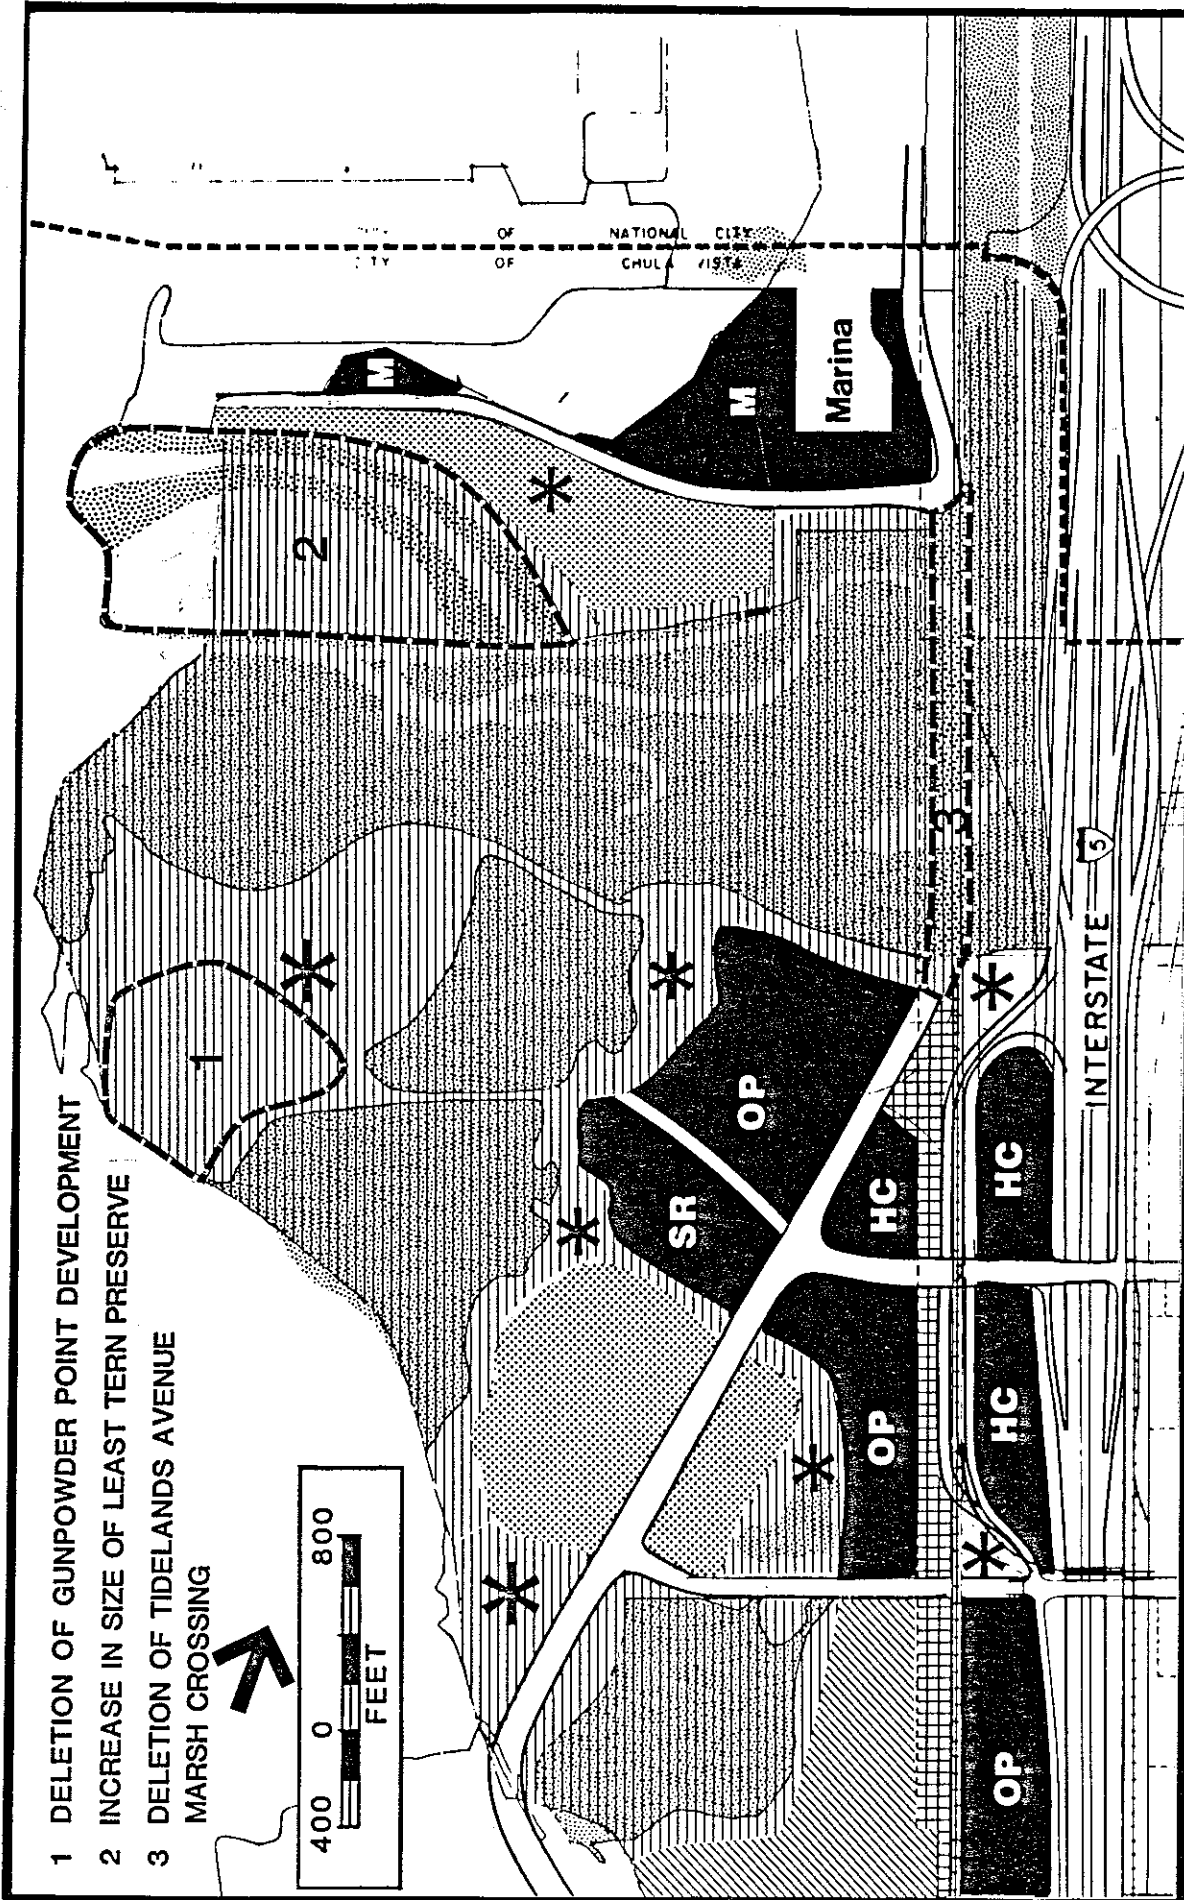 1 DELETION OF GUNPOWDER POINT DEVELOPMENT
2 INCREASE IN SIZE OF LEAST TERN PRESERVE
3 DELETION OF TIDELANDS AVENUE
MARSH CROSSING
400 0 800
FEET
OF NATIONAL CITY
OF CHULA VISTA
M
M
Marina
2
1
3
OP
SR
HC
HC
OP
HC
OP
INTERSTATE 5